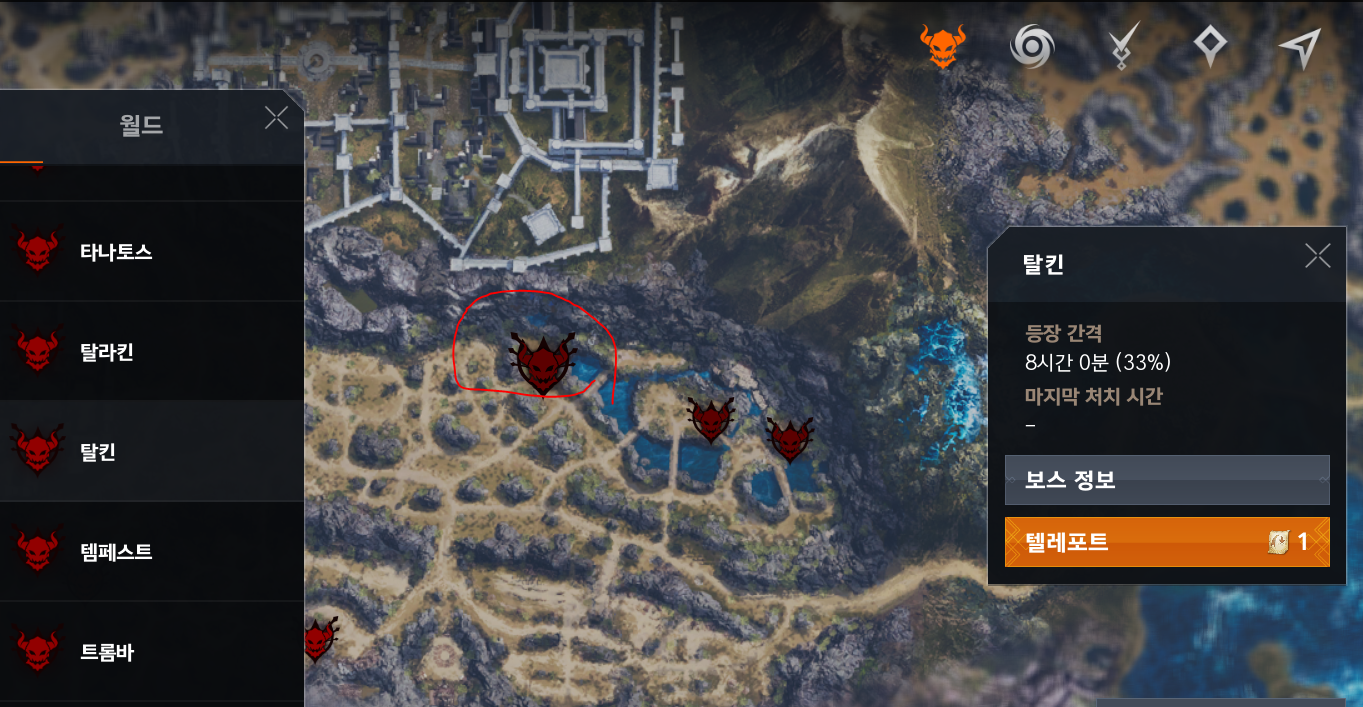 월드
타나토스
탈라킨
탈킨
템페스트
트롬바
탈킨
등장 간격
8시간 0분 (33%)
마지막 처치 시간
–
보스 정보
텔레포트 1